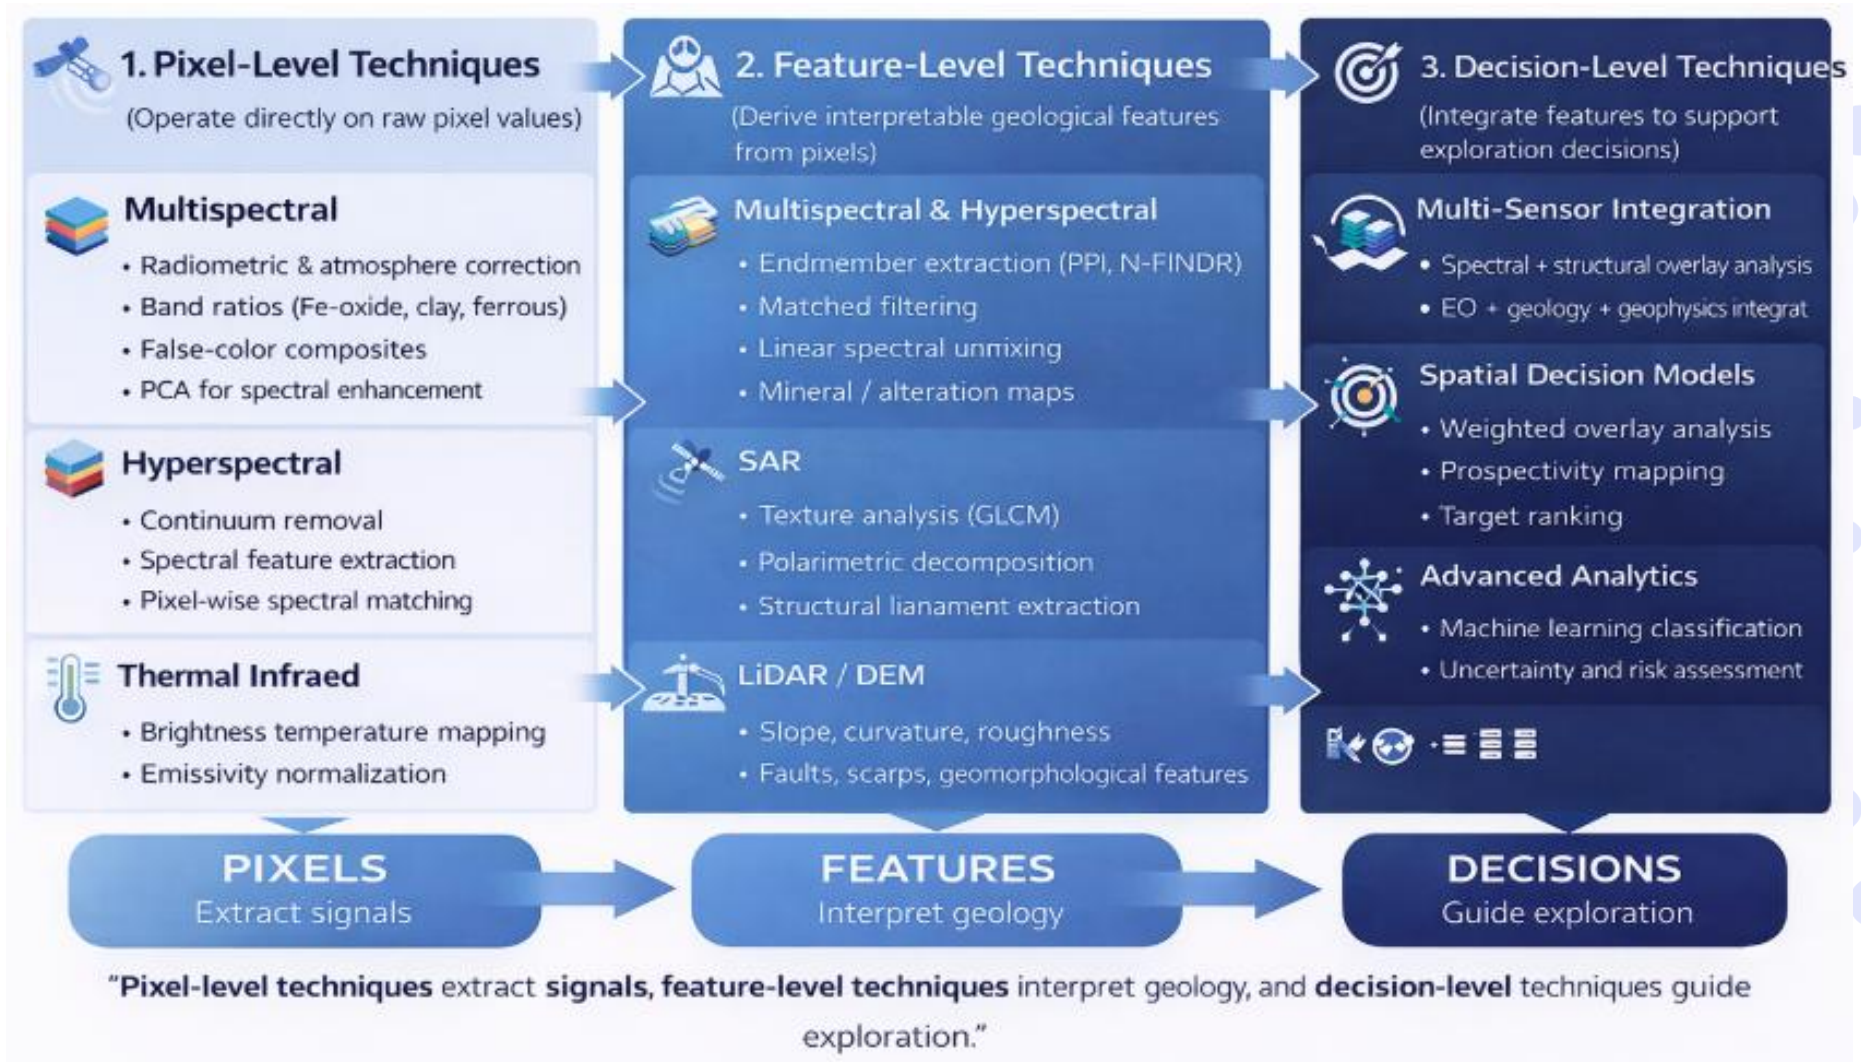 1. Pixel-Level Techniques
(Operate directly on raw pixel values)
Multispectral
• Radiometric & atmosphere correction
• Band ratios (Fe-oxide, clay, ferrous)
• False-color composites
• PCA for spectral enhancement
Hyperspectral
• Continuum removal
• Spectral feature extraction
• Pixel-wise spectral matching
Thermal Infraed
• Brightness temperature mapping
• Emissivity normalization
2. Feature-Level Techniques
(Derive interpretable geological features
from pixels)
Multispectral & Hyperspectral
• Endmember extraction (PPI, N-FINDR)
• Matched filtering
• Linear spectral unmixing
• Mineral / alteration maps
SAR
• Texture analysis (GLCM)
• Polarimetric decomposition
• Structural lianament extraction
LiDAR / DEM
• Slope, curvature, roughness
• Faults, scarps, geomorphological features
3. Decision-Level Techniques
(Integrate features to support
exploration decisions)
Multi-Sensor Integration
• Spectral + structural overlay analysis
• EO + geology + geophysics integrat
Spatial Decision Models
• Weighted overlay analysis
• Prospectivity mapping
• Target ranking
Advanced Analytics
• Machine learning classification
• Uncertainty and risk assessment
PIXELS
Extract signals
FEATURES
Interpret geology
DECISIONS
Guide exploration
"Pixel-level techniques extract signals, feature-level techniques interpret geology, and decision-level techniques guide
exploration."